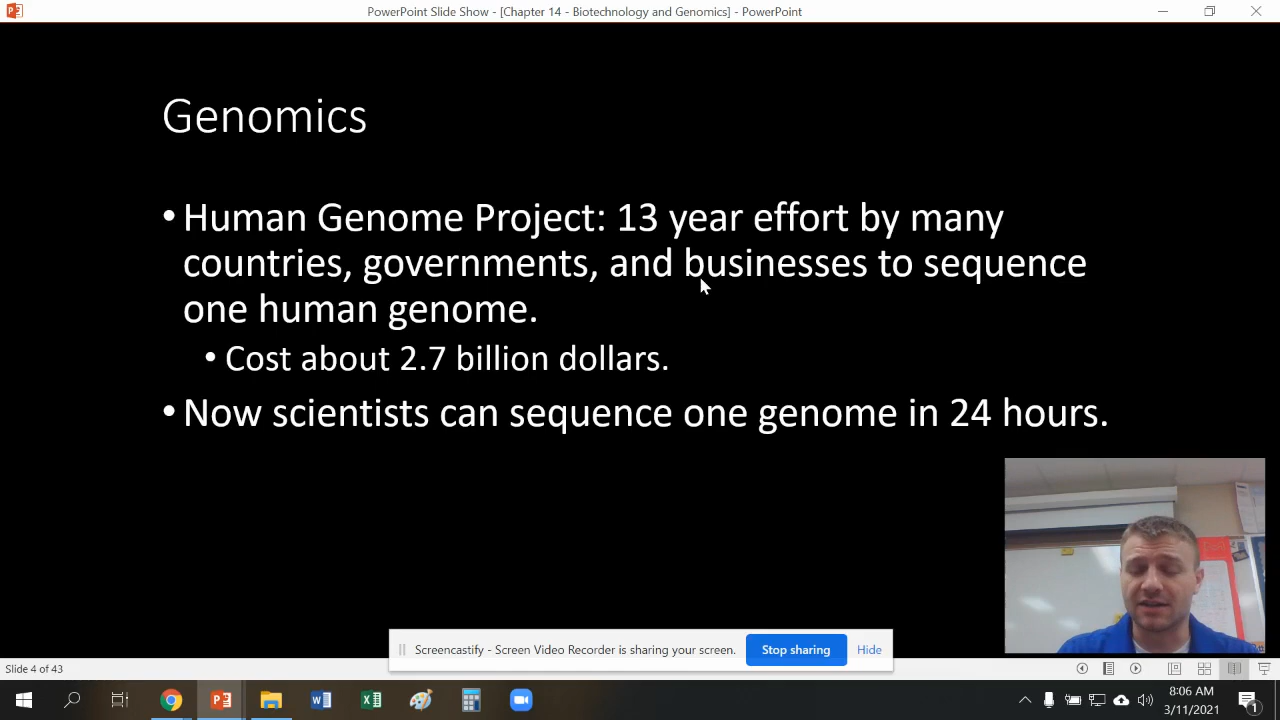 PowerPoint Slide Show - [Chapter 14 - Biotechnology and Genomics] - PowerPoint
Genomics
• Human Genome Project: 13 year effort by many
countries, governments, and businesses to sequence
one human genome.
• Cost about 2.7 billion dollars.
• Now scientists can sequence one genome in 24 hours.
Screencastify - Screen Video Recorder is sharing your screen.
Stop sharing
Hide
Slide 4 of 43
8:06 AM
3/11/2021
1